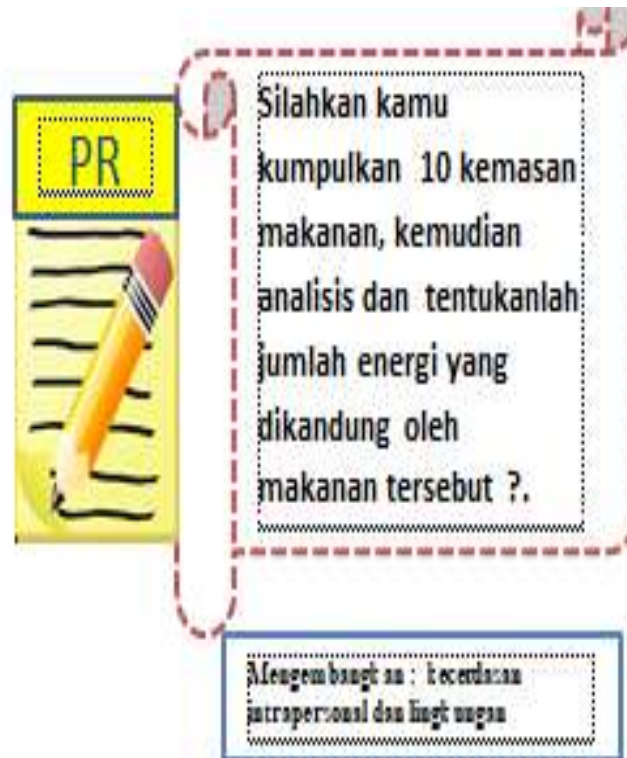 PR
Silahkan kamu
kumpulkan 10 kemasan
makanan, kemudian
analisis dan tentukanlah
jumlah energi yang
dikandung oleh
makanan tersebut ?.
Mengembangkan : kecerdasan
intrapersonal dan lingkungan